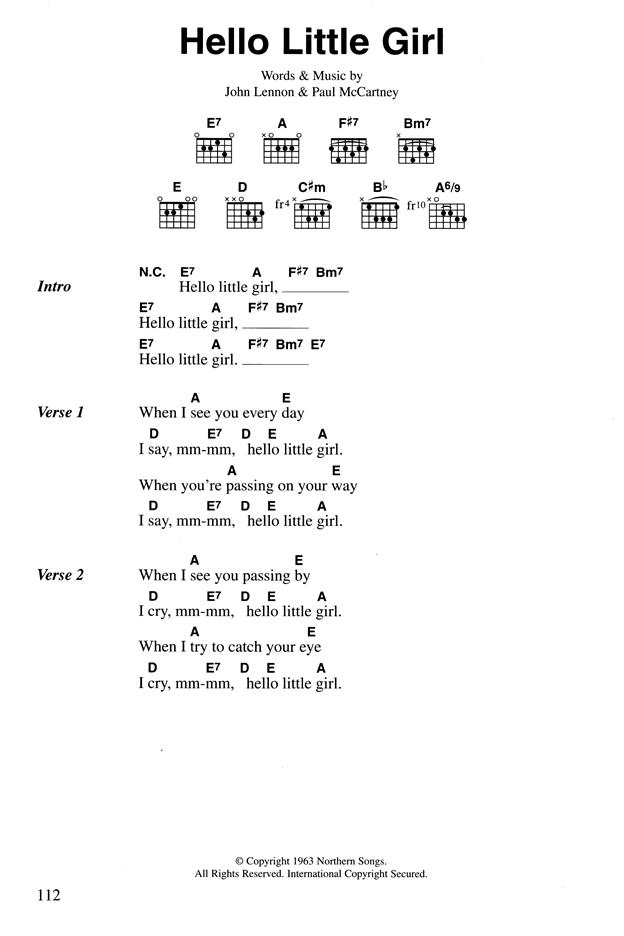 Hello Little Girl
Words & Music by
John Lennon & Paul McCartney
E7 A F♯7 Bm7
E D C♯m B♭ A6/9
fr4 fr10
N.C. E7 A F♯7 Bm7
Intro Hello little girl, ________
E7 A F♯7 Bm7
Hello little girl, ________
E7 A F♯7 Bm7 E7
Hello little girl. ________
A E
Verse 1 When I see you every day
D E7 D E A
I say, mm-mm, hello little girl.
A E
When you're passing on your way
D E7 D E A
I say, mm-mm, hello little girl.
A E
Verse 2 When I see you passing by
D E7 D E A
I cry, mm-mm, hello little girl.
A E
When I try to catch your eye
D E7 D E A
I cry, mm-mm, hello little girl.
© Copyright 1963 Northern Songs.
All Rights Reserved. International Copyright Secured.
112